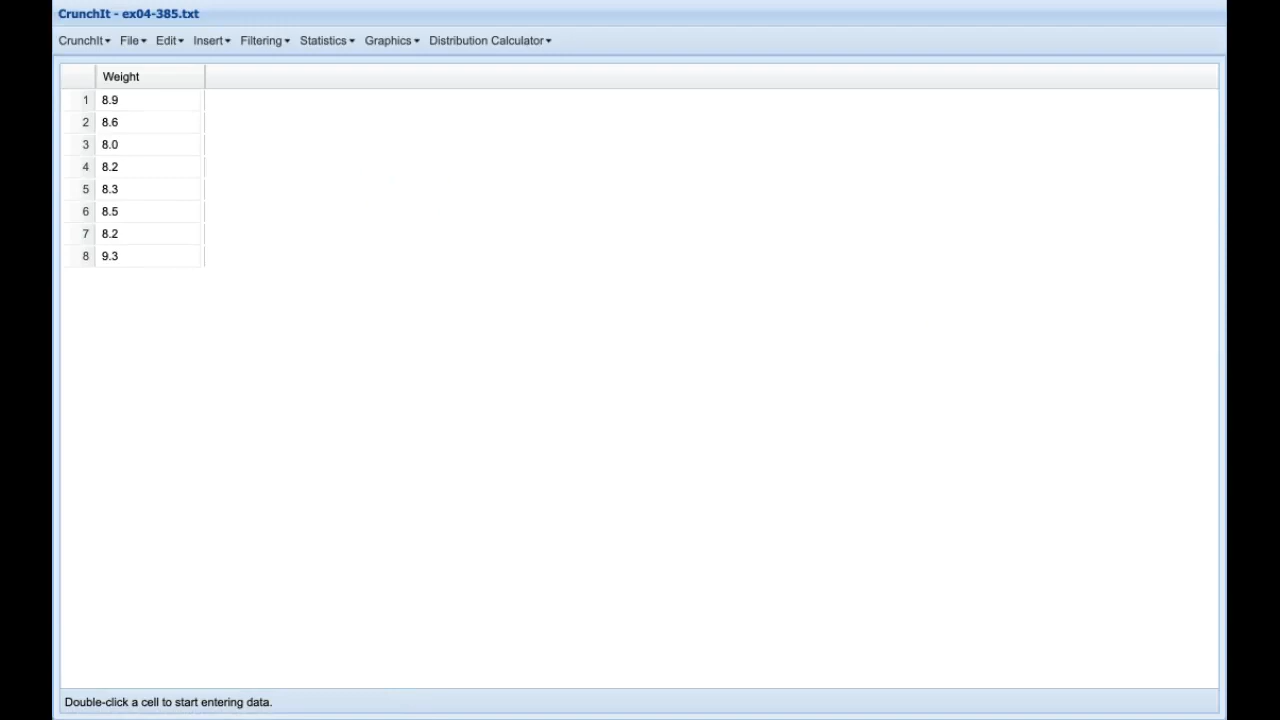 CrunchIt - ex04-385.txt
CrunchIt File Edit Insert Filtering Statistics Graphics Distribution Calculator
Weight
1 8.9
2 8.6
3 8.0
4 8.2
5 8.3
6 8.5
7 8.2
8 9.3
Double-click a cell to start entering data.